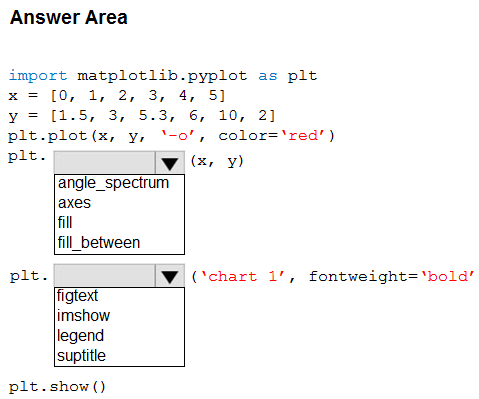 Answer Area
import matplotlib.pyplot as plt
x = [0, 1, 2, 3, 4, 5]
y = [1.5, 3, 5.3, 6, 10, 2]
plt.plot(x, y, ‘-o’, color=‘red’)
plt. (x, y)
angle_spectrum
axes
fill
fill_between
plt. (‘chart 1’, fontweight=‘bold’
figtext
imshow
legend
suptitle
plt.show()